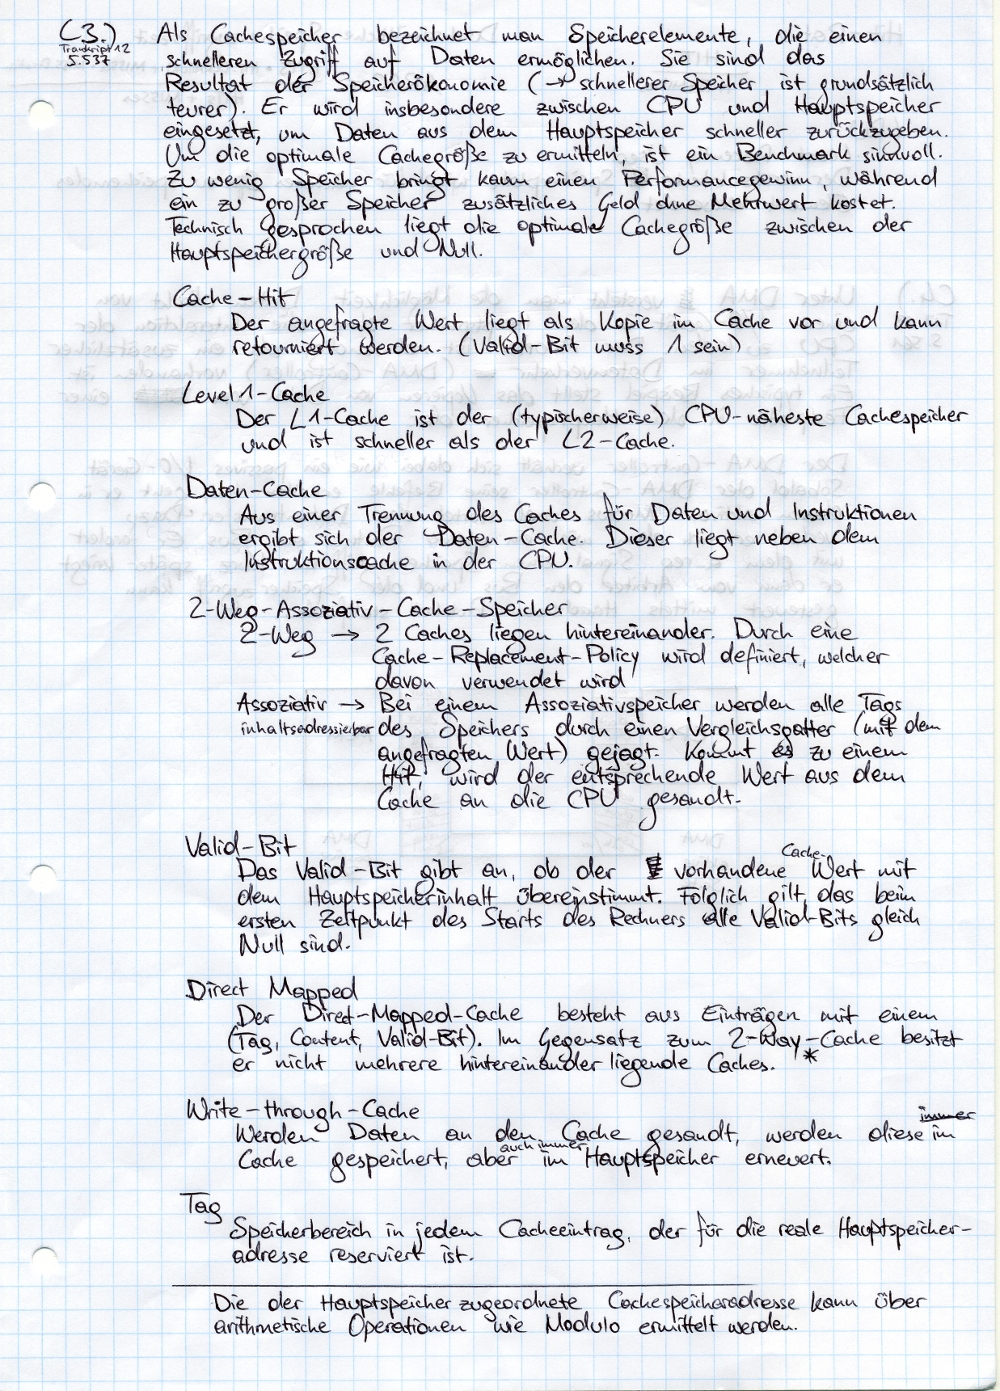 (3.) Als Cachespeicher bezeichnet man Speicherelemente, die einen
Transkript 12
S. 537
schnelleren Zugriff auf Daten ermöglichen. Sie sind das
Resultat der Speicherökonomie (→ schnellerer Speicher ist grundsätzlich
teurer). Er wird insbesondere zwischen CPU und Hauptspeicher
eingesetzt, um Daten aus dem Hauptspeicher schneller zurückzugeben.
Um die optimale Cachegröße zu ermitteln, ist ein Benchmark sinnvoll.
Zu wenig Speicher bringt kaum einen Performancegewinn, während
ein zu großer Speicher zusätzliches Geld ohne Mehrwert kostet.
Technisch gesprochen liegt die optimale Cachegröße zwischen der
Hauptspeichergröße und Null.
Cache-Hit
Der angefragte Wert liegt als Kopie im Cache vor und kann
retourniert werden. (Valid-Bit muss 1 sein)
Level 1-Cache
Der L1-Cache ist der (typischerweise) CPU-näheste Cachespeicher
und ist schneller als der L2-Cache.
Daten-Cache
Aus einer Trennung des Caches für Daten und Instruktionen
ergibt sich der Daten-Cache. Dieser liegt neben dem
Instruktionscache in der CPU.
2-Weg-Assoziativ-Cache-Speicher
2-Weg → 2 Caches liegen hintereinander. Durch eine
Cache-Replacement-Policy wird definiert, welcher
davon verwendet wird
Assoziativ → Bei einem Assoziativspeicher werden alle Tags
inhaltsadressierbar des Speichers durch einen Vergleichsgatter (mit dem
angefragten Wert) gejagt. Kommt es zu einem
Hit, wird der entsprechende Wert aus dem
Cache an die CPU gesandt.
Valid-Bit
Cache-
Das Valid-Bit gibt an, ob der vorhandene Wert mit
dem Hauptspeicherinhalt übereinstimmt. Folglich gilt, das beim
ersten Zeitpunkt des Starts des Rechners alle Valid-Bits gleich
Null sind.
Direct Mapped
Der Direct-Mapped-Cache besteht aus Einträgen mit einem
(Tag, Content, Valid-Bit). Im Gegensatz zum 2-Way-Cache besitzt
er nicht mehrere hintereinander liegende Caches. *
Write-through-Cache
immer
Werden Daten an den Cache gesandt, werden diese im
auch immer
Cache gespeichert, aber im Hauptspeicher erneuert.
Tag
Speicherbereich in jedem Cacheeintrag, der für die reale Hauptspeicher-
adresse reserviert ist.
Die der Hauptspeicher zugeordnete Cachespeicheradresse kann über
arithmetische Operationen wie Modulo ermittelt werden.